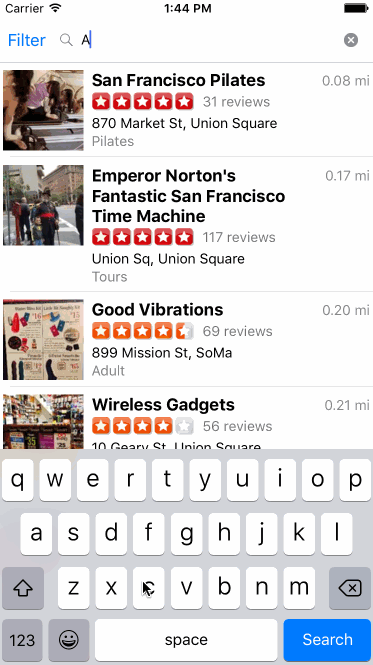 Carrier 1:44 PM
Filter A
San Francisco Pilates 0.08 mi
31 reviews
870 Market St, Union Square
Pilates
Emperor Norton's 0.17 mi
Fantastic San Francisco
Time Machine
117 reviews
Union Sq, Union Square
Tours
Good Vibrations 0.20 mi
69 reviews
899 Mission St, SoMa
Adult
Wireless Gadgets 0.21 mi
56 reviews
10 Geary St, Union Square
q w e r t y u i o p
a s d f g h j k l
z x c v b n m
123 space Search